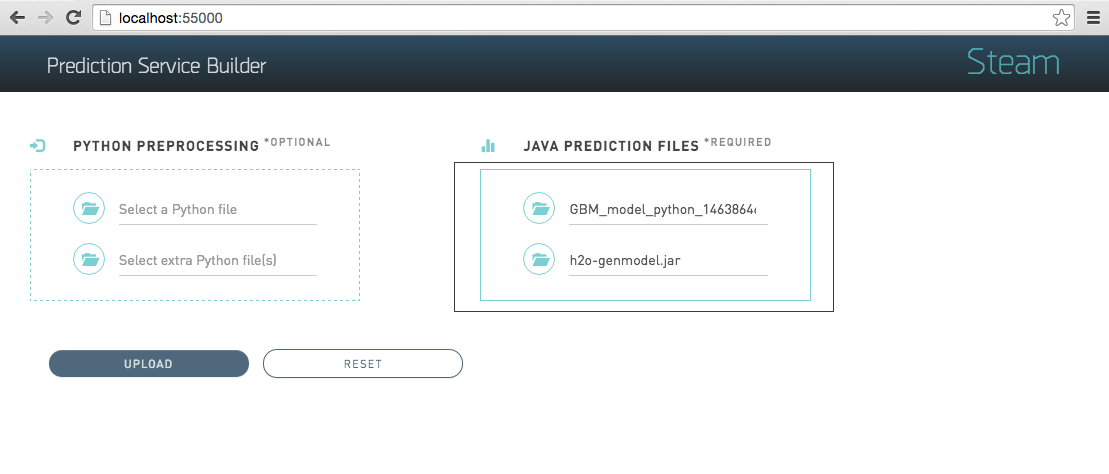 localhost:55000
Prediction Service Builder
Steam
PYTHON PREPROCESSING *OPTIONAL
Select a Python file
Select extra Python file(s)
JAVA PREDICTION FILES *REQUIRED
GBM_model_python_1463864
h2o-genmodel.jar
UPLOAD
RESET